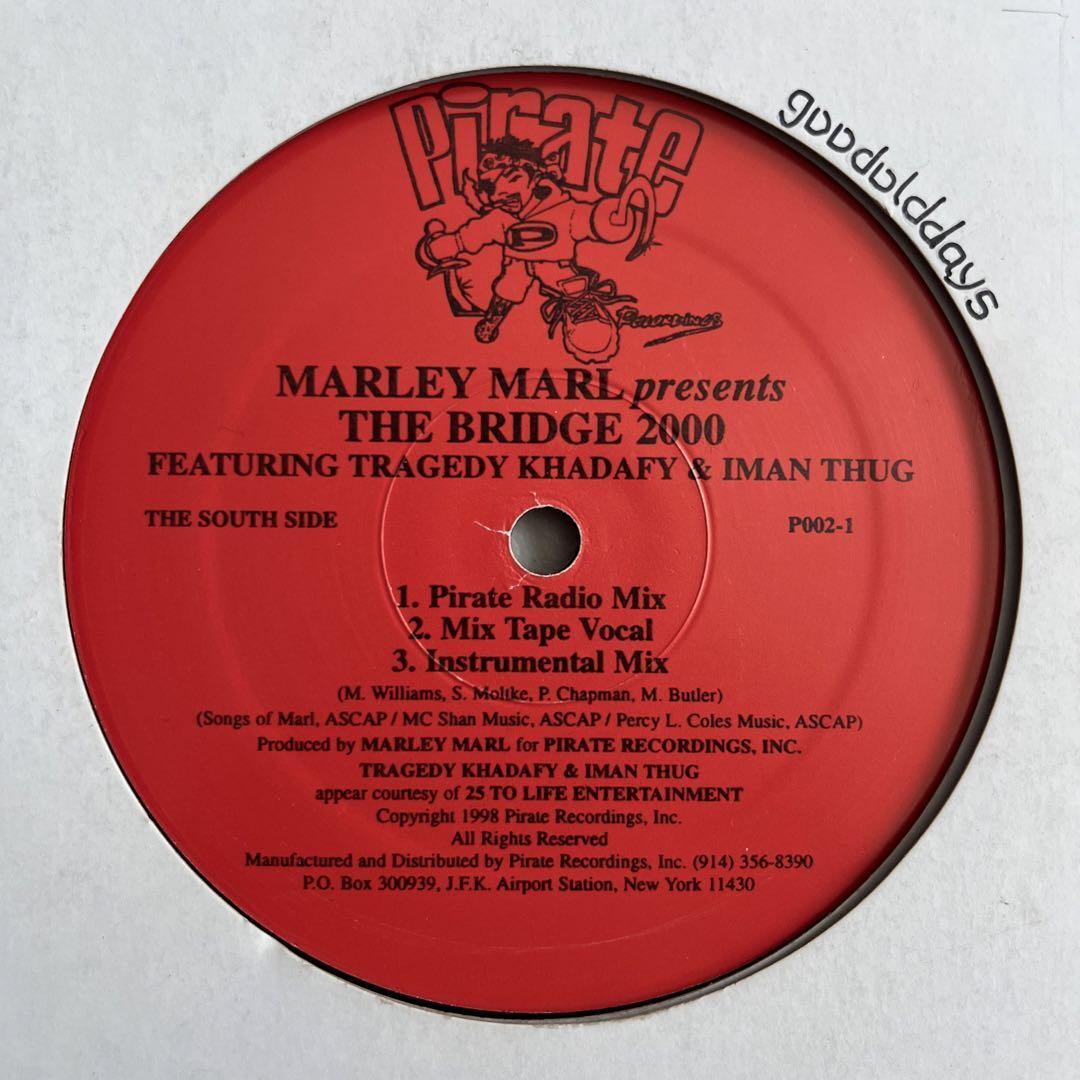 Pirate
P
Recordings
gooddolddays
MARLEY MARL presents
THE BRIDGE 2000
FEATURING TRAGEDY KHADAFY & IMAN THUG
THE SOUTH SIDE
P002-1
1. Pirate Radio Mix
2. Mix Tape Vocal
3. Instrumental Mix
(M. Williams, S. Moltke, P. Chapman, M. Butler)
(Songs of Marl, ASCAP / MC Shan Music, ASCAP / Percy L. Coles Music, ASCAP)
Produced by MARLEY MARL for PIRATE RECORDINGS, INC.
TRAGEDY KHADAFY & IMAN THUG
appear courtesy of 25 TO LIFE ENTERTAINMENT
Copyright 1998 Pirate Recordings, Inc.
All Rights Reserved
Manufactured and Distributed by Pirate Recordings, Inc. (914) 356-8390
P.O. Box 300939, J.F.K. Airport Station, New York 11430